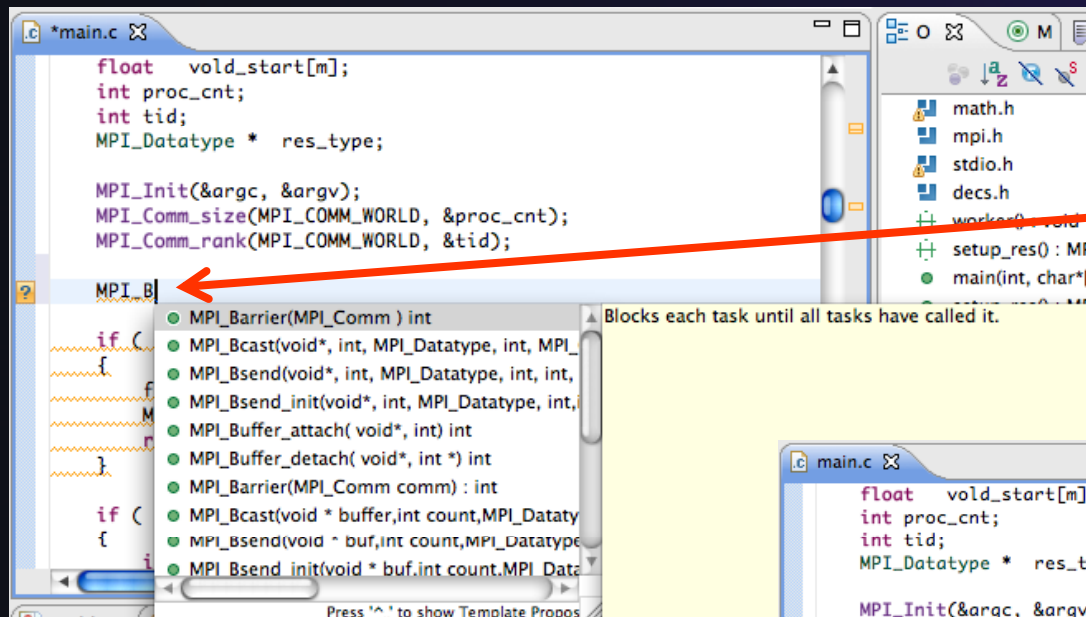 *main.c
float vold_start[m];
int proc_cnt;
int tid;
MPI_Datatype * res_type;
MPI_Init(&argc, &argv);
MPI_Comm_size(MPI_COMM_WORLD, &proc_cnt);
MPI_Comm_rank(MPI_COMM_WORLD, &tid);
MPI_B
if (
{
f
M
r
}
if (
{
i
MPI_Barrier(MPI_Comm ) int
MPI_Bcast(void*, int, MPI_Datatype, int, MPI_
MPI_Bsend(void*, int, MPI_Datatype, int, int,
MPI_Bsend_init(void*, int, MPI_Datatype, int,i
MPI_Buffer_attach( void*, int) int
MPI_Buffer_detach( void*, int *) int
MPI_Barrier(MPI_Comm comm) : int
MPI_Bcast(void * buffer,int count,MPI_Dataty
MPI_Bsend(void * buf,int count,MPI_Datatype
MPI_Bsend_init(void * buf,int count,MPI_Data
Press '^ ' to show Template Propos
Blocks each task until all tasks have called it.
O
M
math.h
mpi.h
stdio.h
decs.h
worker() : void
setup_res() : MP
main(int, char*[
setup_res() : M
main.c
float vold_start[m]
int proc_cnt;
int tid;
MPI_Datatype * res_t
MPI_Init(&argc, &argv